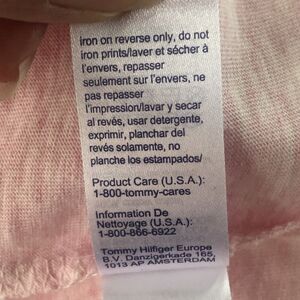 iron on reverse only, do not
iron prints/laver et sécher à
l'envers, repasser
seulement sur l'envers, ne
pas repasser
l'impression/lavar y secar
al revés, usar detergente,
exprimir, planchar del
revés solamente, no
planche los estampados/
Product Care (U.S.A.):
1-800-tommy-cares
Information De
Nettoyage (U.S.A.):
1-800-866-6922
Tommy Hilfiger Europe
B.V. Danzigerkade 165,
1013 AP AMSTERDAM